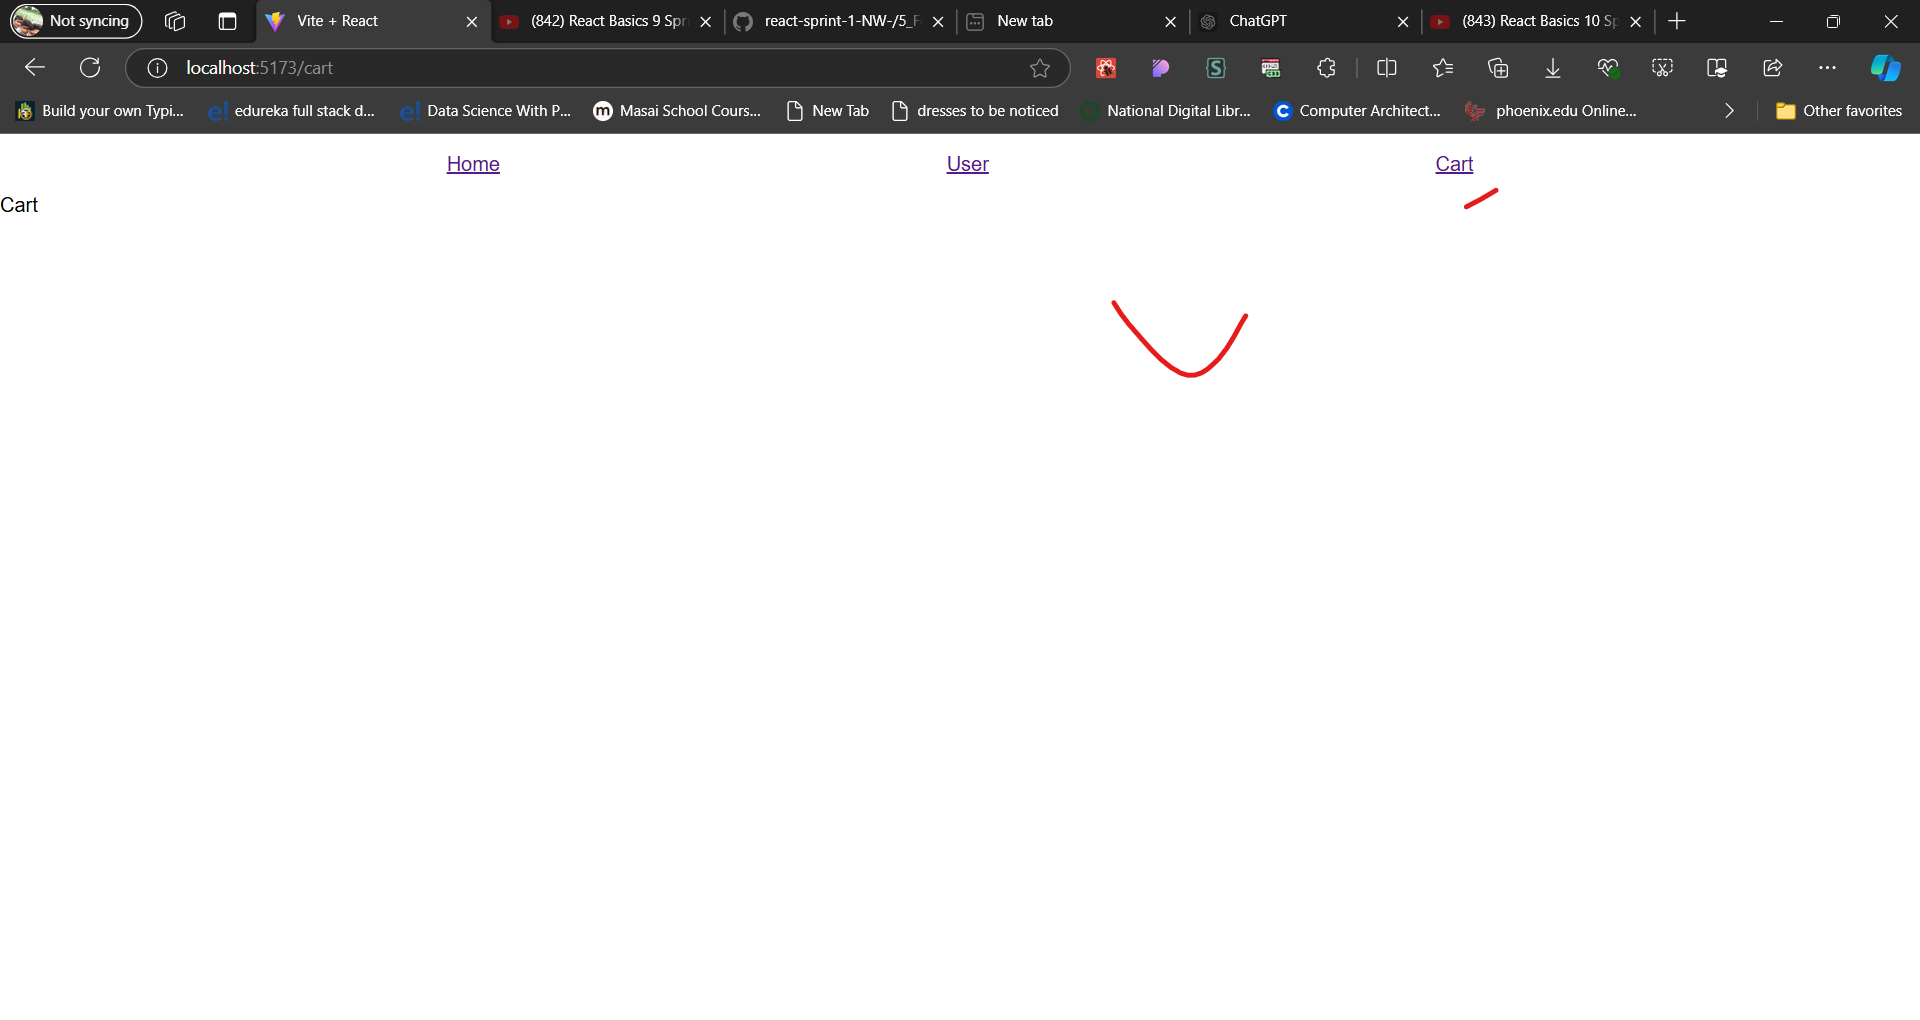 Not syncing
Vite + React
(842) React Basics 9 Spri
react-sprint-1-NW-/5_F
New tab
ChatGPT
(843) React Basics 10 Sp
localhost:5173/cart
Build your own Typi...
edureka full stack d...
Data Science With P...
Masai School Cours...
New Tab
dresses to be noticed
National Digital Libr...
Computer Architect...
phoenix.edu Online...
Other favorites
Home
User
Cart
Cart